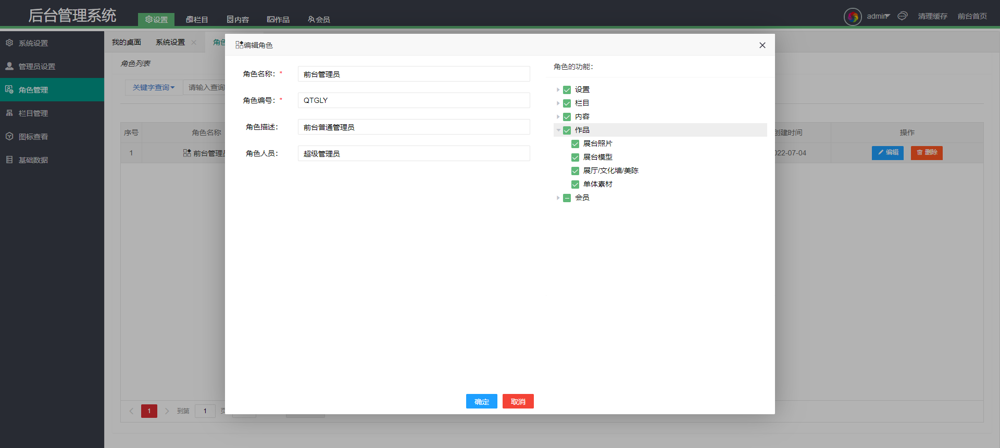 后台管理系统
设置
栏目
内容
作品
会员
admin
清理缓存
前台首页
系统设置
管理员设置
角色管理
栏目管理
图标查看
基础数据
我的桌面
系统设置
角色列表
关键字查询
请输入查询
序号
角色名称
创建时间
操作
1
前台管理员
022-07-04
编辑
删除
1
到第
1
页
编辑角色
角色名称：*
前台管理员
角色编号：*
QTGLY
角色描述：
前台普通管理员
角色人员：
超级管理员
角色的功能：
设置
栏目
内容
作品
展台照片
展台模型
展厅/文化墙/美陈
单体素材
会员
确定
取消